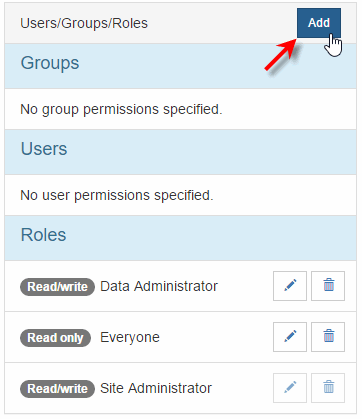 Users/Groups/Roles Add
Groups
No group permissions specified.
Users
No user permissions specified.
Roles
Read/write Data Administrator
Read only Everyone
Read/write Site Administrator